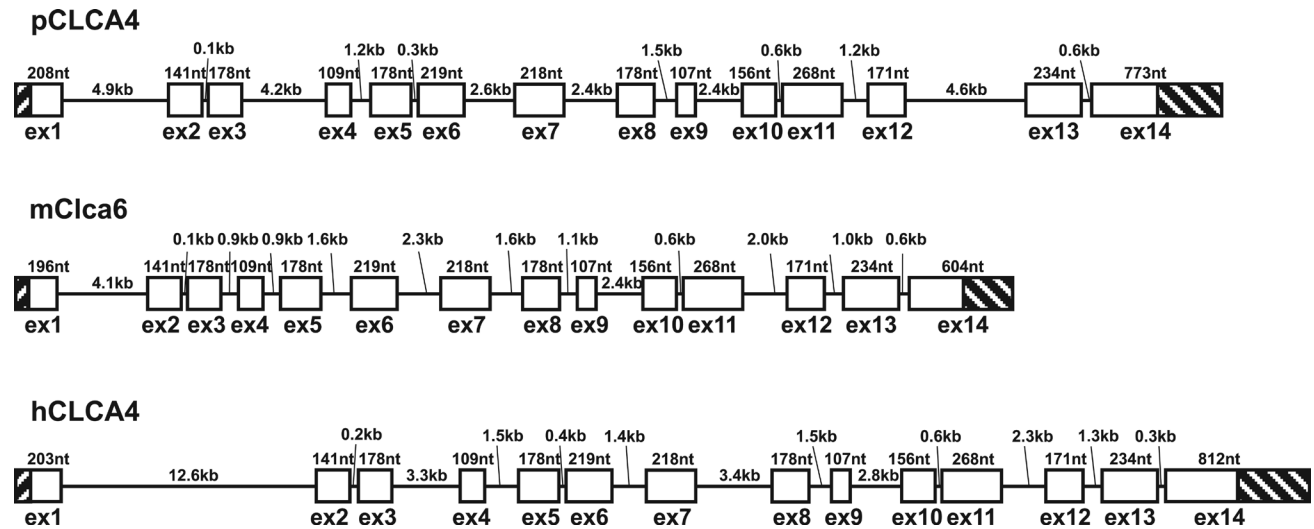 pCLCA4
0.1kb 1.2kb 0.3kb 1.5kb 0.6kb 1.2kb 0.6kb
208nt 141nt 178nt 109nt 178nt 219nt 218nt 178nt 107nt 156nt 268nt 171nt 234nt 773nt
4.9kb 4.2kb 2.6kb 2.4kb 2.4kb 4.6kb
ex1 ex2 ex3 ex4 ex5 ex6 ex7 ex8 ex9 ex10 ex11 ex12 ex13 ex14
mClca6
0.1kb 0.9kb 0.9kb 1.6kb 2.3kb 1.6kb 1.1kb 0.6kb 2.0kb 1.0kb 0.6kb
196nt 141nt 178nt 109nt 178nt 219nt 218nt 178nt 107nt 156nt 268nt 171nt 234nt 604nt
4.1kb 2.4kb
ex1 ex2 ex3 ex4 ex5 ex6 ex7 ex8 ex9 ex10 ex11 ex12 ex13 ex14
hCLCA4
0.2kb 1.5kb 0.4kb 1.4kb 1.5kb 0.6kb 2.3kb 1.3kb 0.3kb
203nt 141nt 178nt 109nt 178nt 219nt 218nt 178nt 107nt 156nt 268nt 171nt 234nt 812nt
12.6kb 3.3kb 3.4kb 2.8kb
ex1 ex2 ex3 ex4 ex5 ex6 ex7 ex8 ex9 ex10 ex11 ex12 ex13 ex14